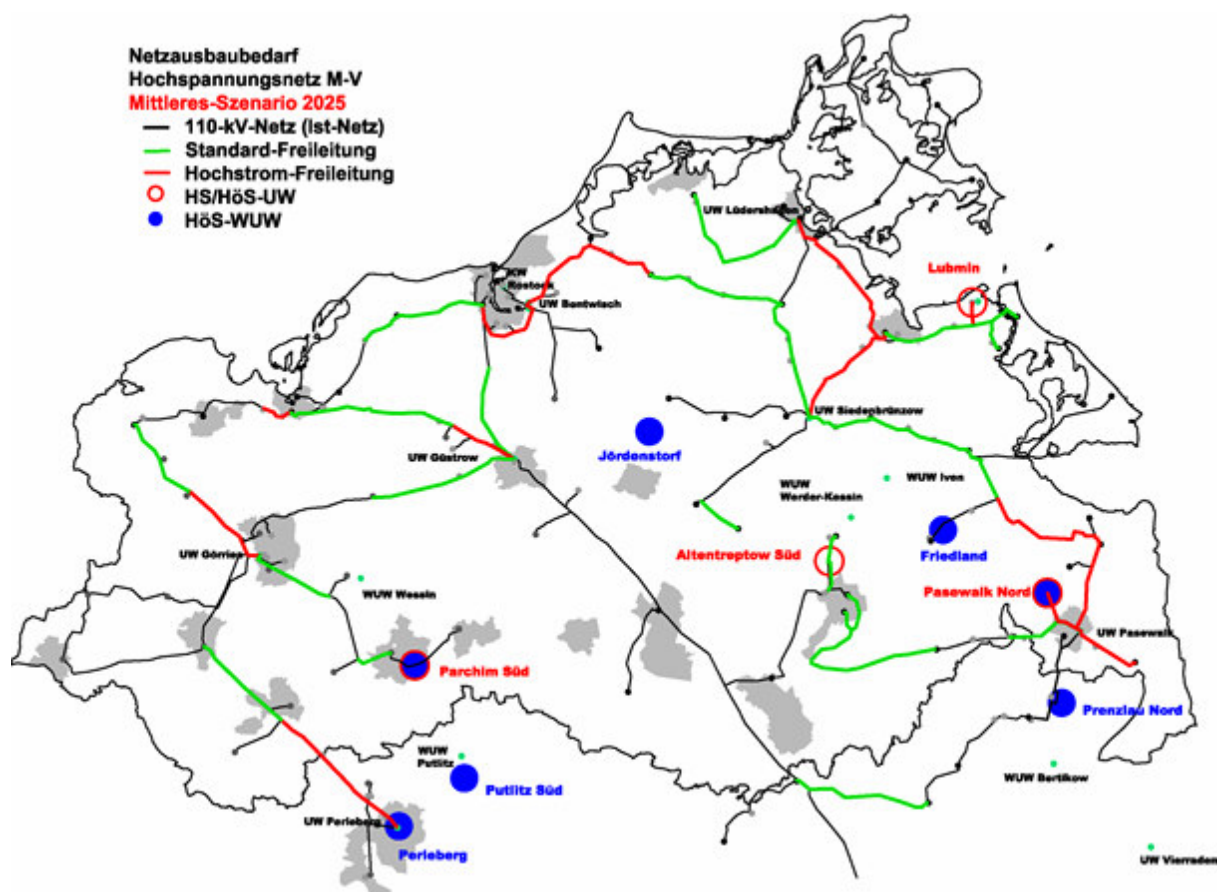 Netzausbaubedarf
Hochspannungsnetz M-V
Mittleres-Szenario 2025
110-kV-Netz (Ist-Netz)
Standard-Freileitung
Hochstrom-Freileitung
HS/HöS-UW
HöS-WUW
UW Lüdershagen
Lubmin
KW
Rostock
UW Bentwisch
UW Siedenbrünzow
UW Güstrow
Jördenstorf
WUW Iven
WUW
Werder-Kessin
UW Görries
Altentreptow Süd
Friedland
WUW Wessin
Pasewalk Nord
UW Pasewalk
Parchim Süd
Prenzlau Nord
WUW
Putlitz
WUW Bertikow
Putlitz Süd
UW Perleberg
Perleberg
UW Vierraden